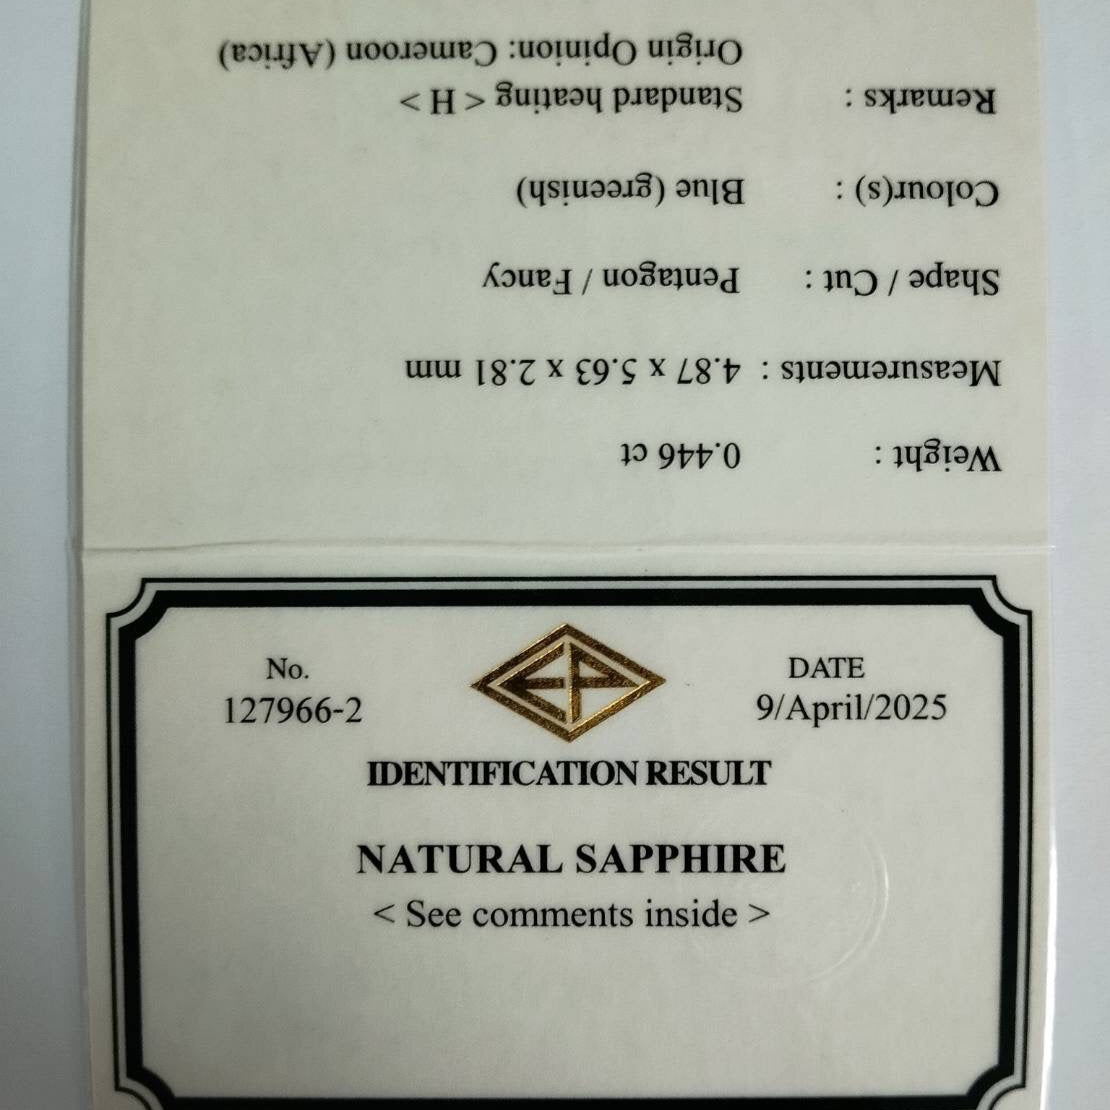 Weight : 0.446 ct
Measurements : 4.87 x 5.63 x 2.81 mm
Shape / Cut : Pentagon / Fancy
Colour(s) : Blue (greenish)
Remarks : Standard heating < H >
Origin Opinion: Cameroon (Africa)
No. DATE
127966-2 9/April/2025
IDENTIFICATION RESULT
NATURAL SAPPHIRE
< See comments inside >